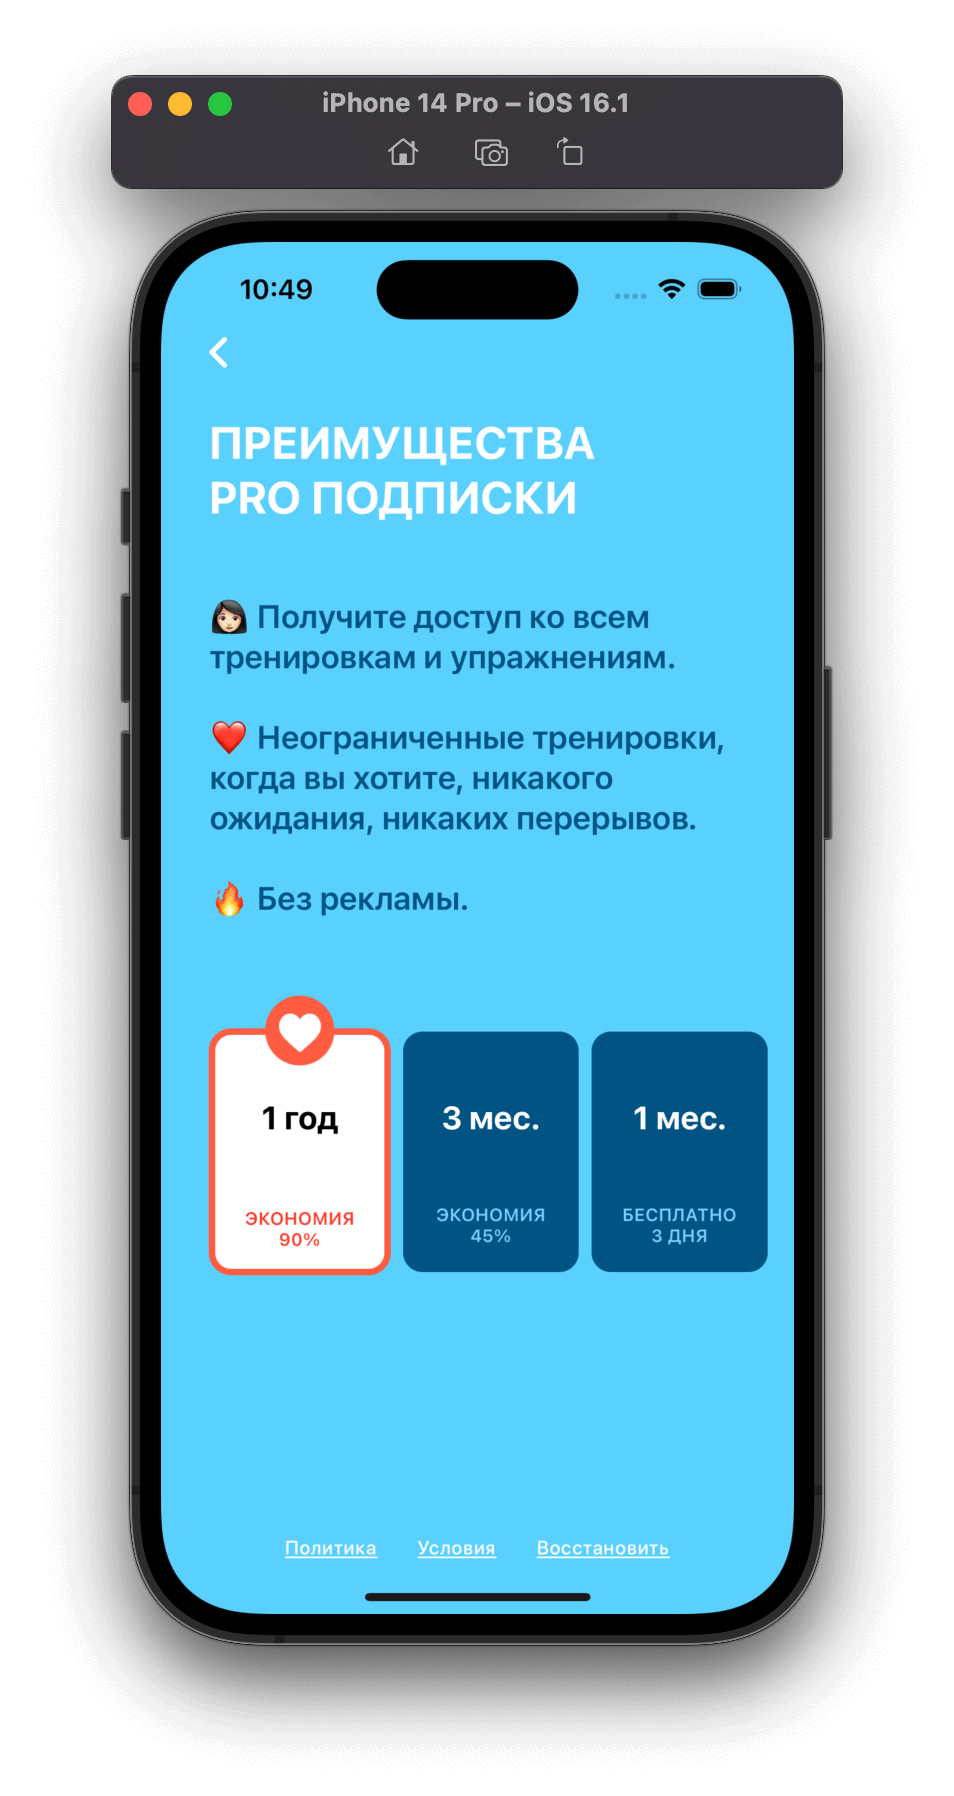 iPhone 14 Pro – iOS 16.1
10:49
ПРЕИМУЩЕСТВА
PRO ПОДПИСКИ
Получите доступ ко всем
тренировкам и упражнениям.
Неограниченные тренировки,
когда вы хотите, никакого
ожидания, никаких перерывов.
Без рекламы.
1 год
ЭКОНОМИЯ
90%
3 мес.
ЭКОНОМИЯ
45%
1 мес.
БЕСПЛАТНО
3 ДНЯ
Политика Условия Восстановить